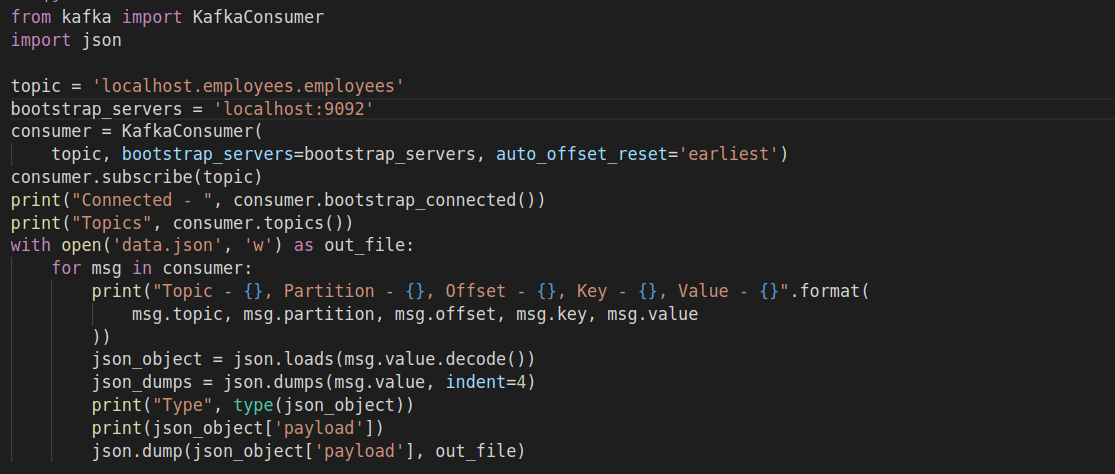 from kafka import KafkaConsumer
import json
topic = 'localhost.employees.employees'
bootstrap_servers = 'localhost:9092'
consumer = KafkaConsumer(
    topic, bootstrap_servers=bootstrap_servers, auto_offset_reset='earliest')
consumer.subscribe(topic)
print("Connected - ", consumer.bootstrap_connected())
print("Topics", consumer.topics())
with open('data.json', 'w') as out_file:
    for msg in consumer:
        print("Topic - {}, Partition - {}, Offset - {}, Key - {}, Value - {}".format(
            msg.topic, msg.partition, msg.offset, msg.key, msg.value
        ))
        json_object = json.loads(msg.value.decode())
        json_dumps = json.dumps(msg.value, indent=4)
        print("Type", type(json_object))
        print(json_object['payload'])
        json.dump(json_object['payload'], out_file)